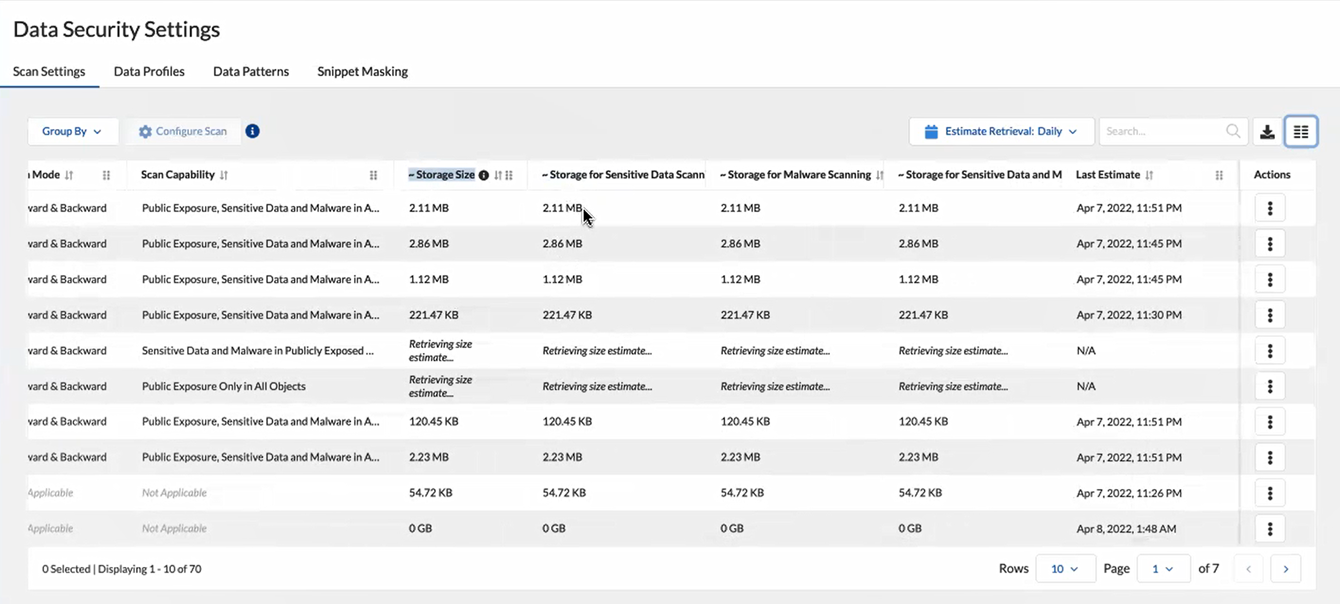 Data Security Settings
Scan Settings Data Profiles Data Patterns Snippet Masking
Group By Configure Scan Estimate Retrieval: Daily Search...
Mode Scan Capability ~ Storage Size ~ Storage for Sensitive Data Scann ~ Storage for Malware Scanning ~ Storage for Sensitive Data and M Last Estimate Actions
vard & Backward Public Exposure, Sensitive Data and Malware in A... 2.11 MB 2.11 MB 2.11 MB 2.11 MB Apr 7, 2022, 11:51 PM
vard & Backward Public Exposure, Sensitive Data and Malware in A... 2.86 MB 2.86 MB 2.86 MB 2.86 MB Apr 7, 2022, 11:45 PM
vard & Backward Public Exposure, Sensitive Data and Malware in A... 1.12 MB 1.12 MB 1.12 MB 1.12 MB Apr 7, 2022, 11:45 PM
vard & Backward Public Exposure, Sensitive Data and Malware in A... 221.47 KB 221.47 KB 221.47 KB 221.47 KB Apr 7, 2022, 11:30 PM
vard & Backward Sensitive Data and Malware in Publicly Exposed ... Retrieving size estimate... Retrieving size estimate... Retrieving size estimate... Retrieving size estimate... N/A
vard & Backward Public Exposure Only in All Objects Retrieving size estimate... Retrieving size estimate... Retrieving size estimate... Retrieving size estimate... N/A
vard & Backward Public Exposure, Sensitive Data and Malware in A... 120.45 KB 120.45 KB 120.45 KB 120.45 KB Apr 7, 2022, 11:51 PM
vard & Backward Public Exposure, Sensitive Data and Malware in A... 2.23 MB 2.23 MB 2.23 MB 2.23 MB Apr 7, 2022, 11:51 PM
Applicable Not Applicable 54.72 KB 54.72 KB 54.72 KB 54.72 KB Apr 7, 2022, 11:26 PM
Applicable Not Applicable 0 GB 0 GB 0 GB 0 GB Apr 8, 2022, 1:48 AM
0 Selected | Displaying 1 - 10 of 70 Rows 10 Page 1 of 7